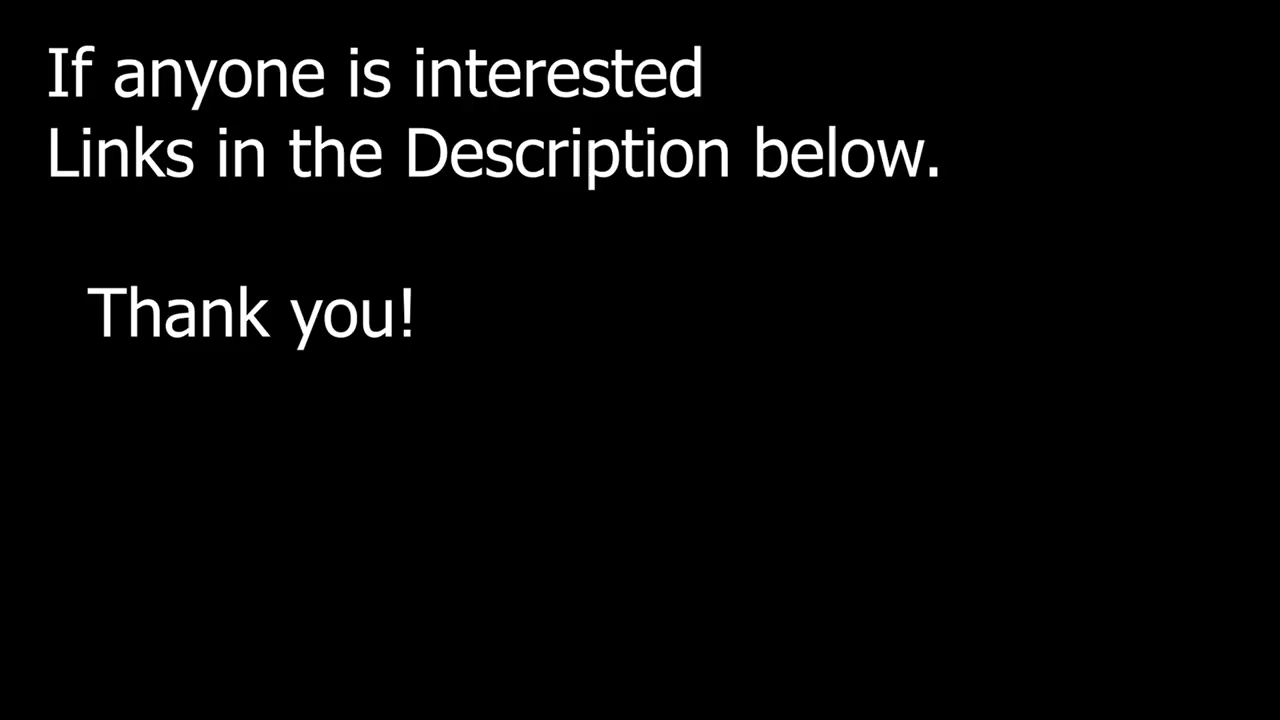 If anyone is interested
Links in the Description below.
Thank you!